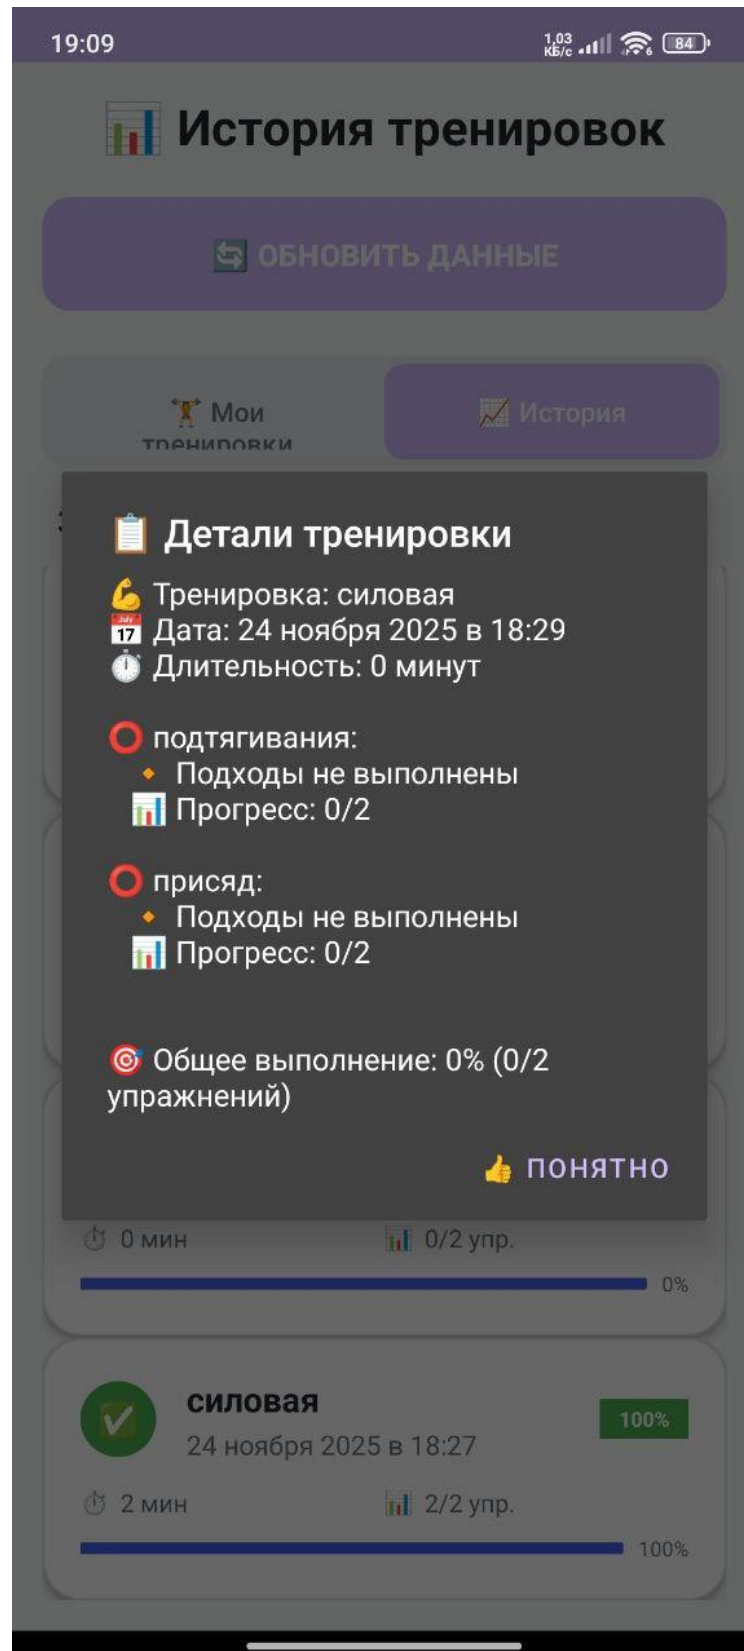 19:09
1,03
КБ/с
84
История тренировок
ОБНОВИТЬ ДАННЫЕ
Мои
тренировки
История
Детали тренировки
Тренировка: силовая
July
17
Дата: 24 ноября 2025 в 18:29
Длительность: 0 минут
подтягивания:
Подходы не выполнены
Прогресс: 0/2
присяд:
Подходы не выполнены
Прогресс: 0/2
Общее выполнение: 0% (0/2
упражнений)
ПОНЯТНО
0 мин
0/2 упр.
0%
силовая
100%
24 ноября 2025 в 18:27
2 мин
2/2 упр.
100%